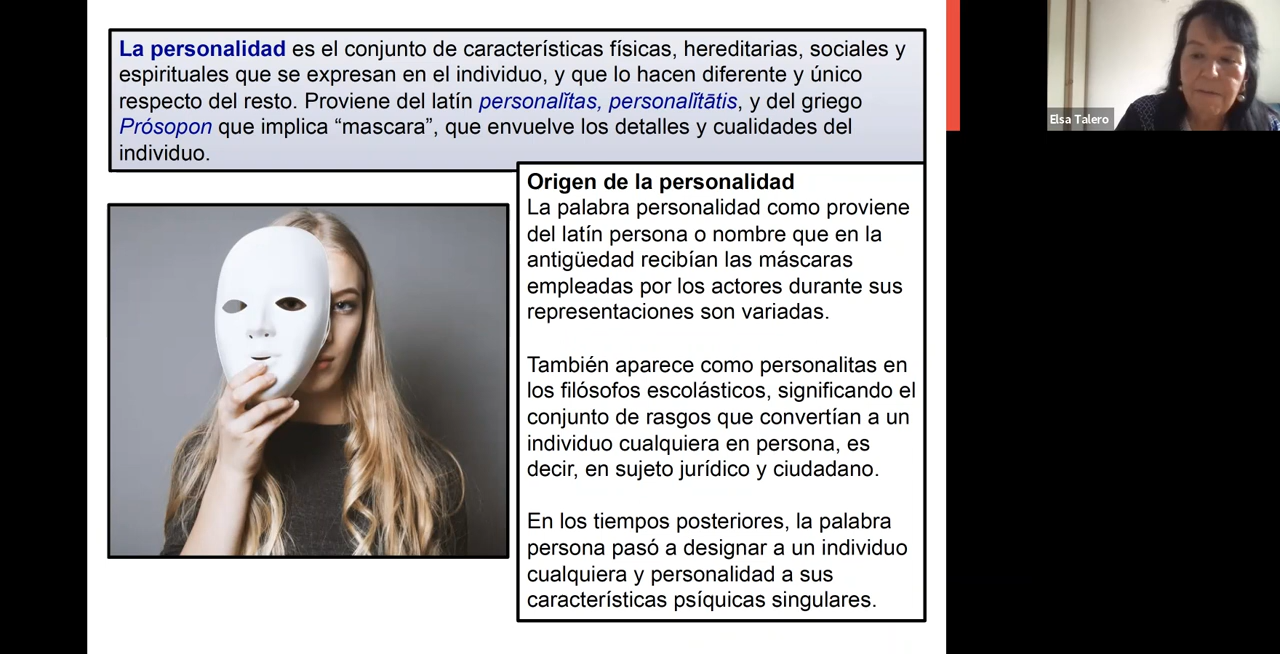 La personalidad es el conjunto de características físicas, hereditarias, sociales y
espirituales que se expresan en el individuo, y que lo hacen diferente y único
respecto del resto. Proviene del latín personalĭtas, personalĭtātis, y del griego
Prósopon que implica “mascara”, que envuelve los detalles y cualidades del
individuo.
Origen de la personalidad
La palabra personalidad como proviene
del latín persona o nombre que en la
antigüedad recibían las máscaras
empleadas por los actores durante sus
representaciones son variadas.
También aparece como personalitas en
los filósofos escolásticos, significando el
conjunto de rasgos que convertían a un
individuo cualquiera en persona, es
decir, en sujeto jurídico y ciudadano.
En los tiempos posteriores, la palabra
persona pasó a designar a un individuo
cualquiera y personalidad a sus
características psíquicas singulares.
Elsa Talero